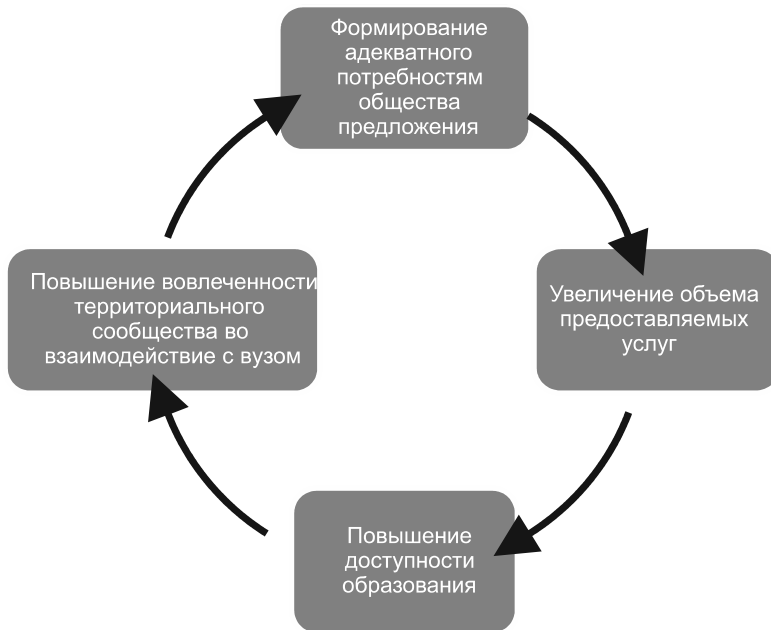 Формирование
адекватного
потребностям
общества
предложения
Увеличение объема
предоставляемых
услуг
Повышение
доступности
образования
Повышение вовлеченности
территориального
сообщества во
взаимодействие с вузом